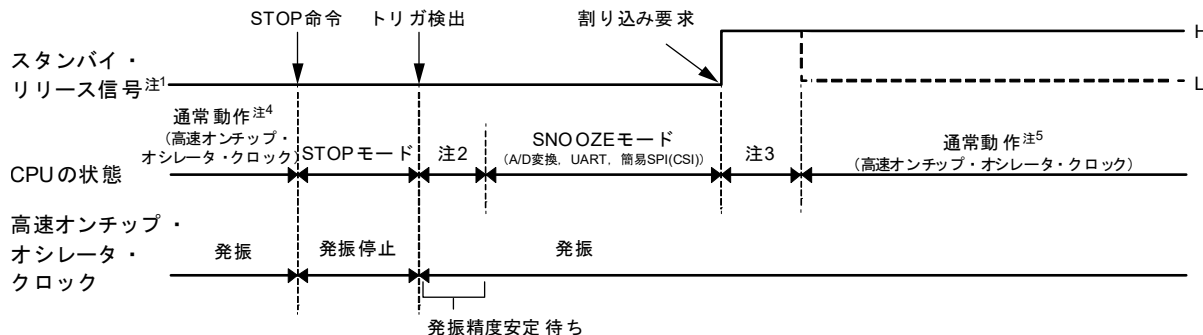 STOP命令
トリガ検出
割り込み要求
スタンバイ・
リリース信号注1
H
L
通常動作注4
(高速オンチップ・
オシレータ・クロック)
STOPモード
注2
SNOOZEモード
(A/D変換, UART, 簡易SPI(CSI))
注3
通常動作注5
(高速オンチップ・オシレータ・クロック)
CPUの状態
高速オンチップ・
オシレータ・
クロック
発振
発振停止
発振
発振精度安定待ち